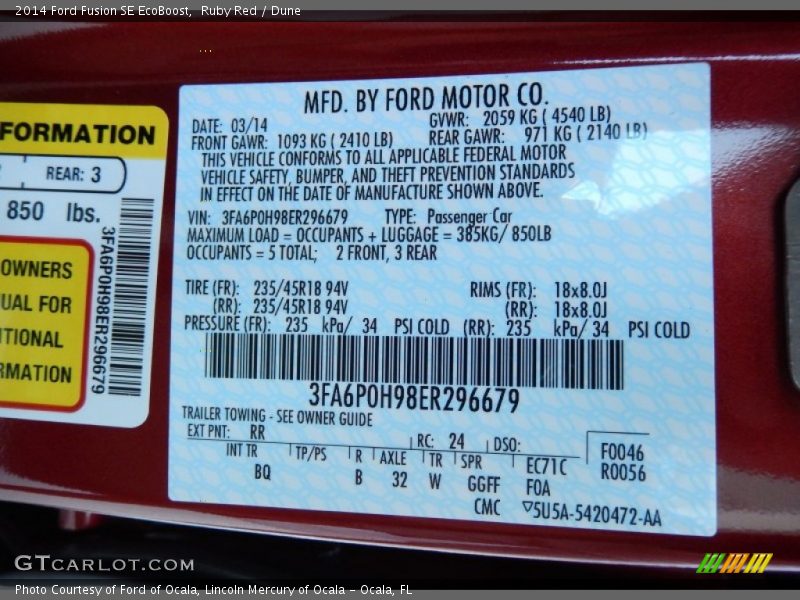 2014 Ford Fusion SE EcoBoost, Ruby Red / Dune
FORMATION
REAR: 3
850 lbs.
OWNERS
UAL FOR
ITIONAL
RMATION
3FA6P0H98ER296679
MFD. BY FORD MOTOR CO.
DATE: 03/14 GVWR: 2059 KG ( 4540 LB)
FRONT GAWR: 1093 KG ( 2410 LB) REAR GAWR: 971 KG ( 2140 LB)
THIS VEHICLE CONFORMS TO ALL APPLICABLE FEDERAL MOTOR
VEHICLE SAFETY, BUMPER, AND THEFT PREVENTION STANDARDS
IN EFFECT ON THE DATE OF MANUFACTURE SHOWN ABOVE.
VIN: 3FA6P0H98ER296679 TYPE: Passenger Car
MAXIMUM LOAD = OCCUPANTS + LUGGAGE = 385KG/ 850LB
OCCUPANTS = 5 TOTAL; 2 FRONT, 3 REAR
TIRE (FR): 235/45R18 94V RIMS (FR): 18x8.0J
(RR): 235/45R18 94V (RR): 18x8.0J
PRESSURE (FR): 235 kPa/ 34 PSI COLD (RR): 235 kPa/ 34 PSI COLD
3FA6P0H98ER296679
TRAILER TOWING - SEE OWNER GUIDE
EXT PNT: RR RC: 24 DSO:
INT TR TP/PS R AXLE TR SPR EC71C F0046
BQ B 32 W GGFF F0A R0056
CMC ▽5U5A-5420472-AA
GTCARLOT.COM
Photo Courtesy of Ford of Ocala, Lincoln Mercury of Ocala - Ocala, FL